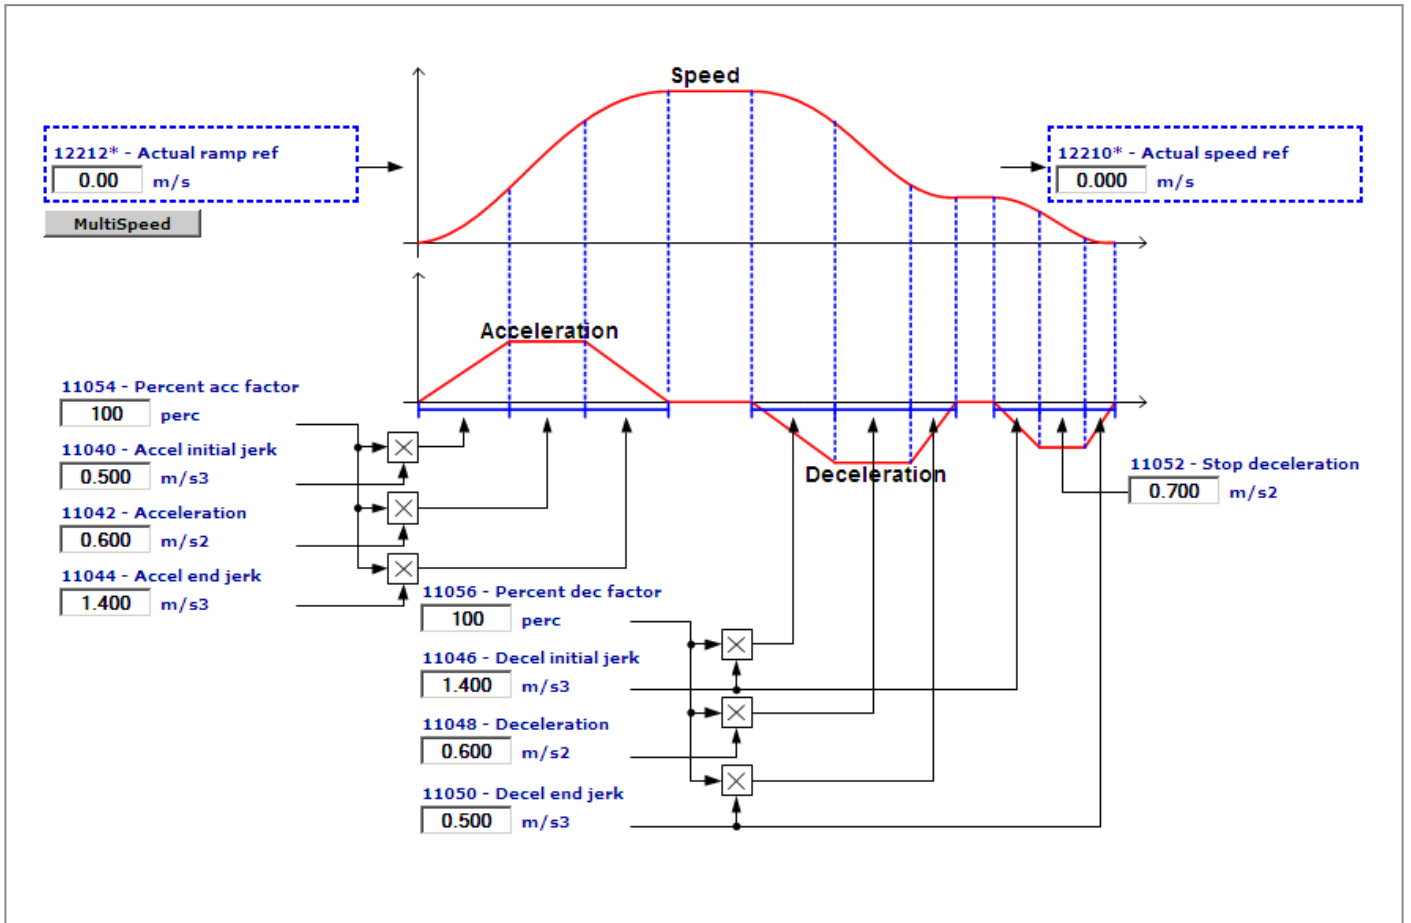 Speed
12212* - Actual ramp ref
0.00 m/s
MultiSpeed
12210* - Actual speed ref
0.000 m/s
Acceleration
11054 - Percent acc factor
100 perc
11040 - Accel initial jerk
0.500 m/s3
11042 - Acceleration
0.600 m/s2
11044 - Accel end jerk
1.400 m/s3
Deceleration
11052 - Stop deceleration
0.700 m/s2
11056 - Percent dec factor
100 perc
11046 - Decel initial jerk
1.400 m/s3
11048 - Deceleration
0.600 m/s2
11050 - Decel end jerk
0.500 m/s3